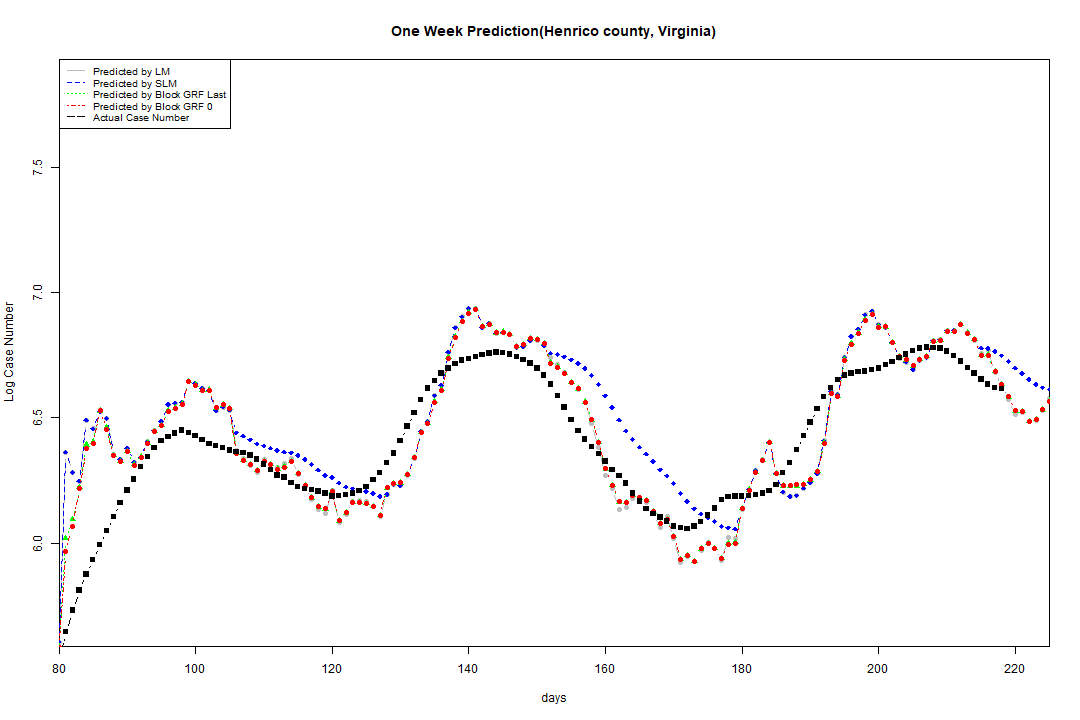 One Week Prediction(Henrico county, Virginia)
Predicted by LM
Predicted by SLM
Predicted by Block GRF Last
Predicted by Block GRF 0
Actual Case Number
7.5
7.0
6.5
6.0
Log Case Number
80 100 120 140 160 180 200 220
days